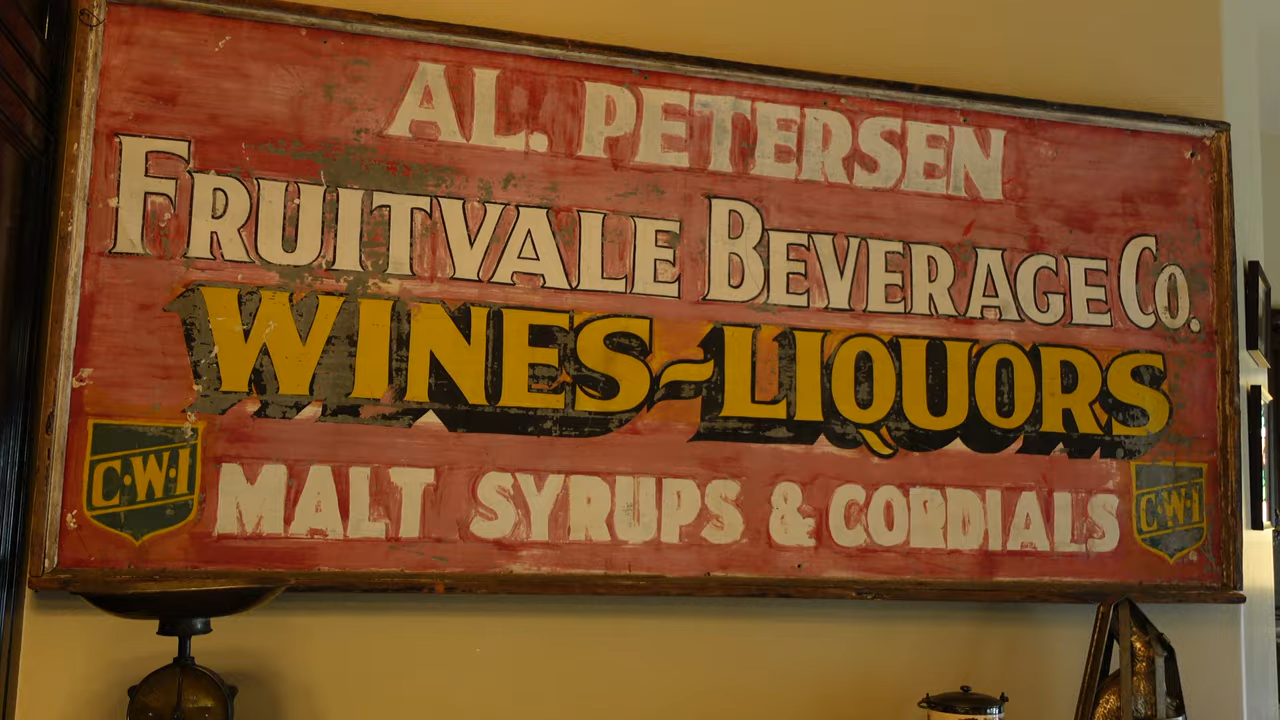 AL. PETERSEN
FRUITVALE BEVERAGE CO.
WINES~LIQUORS
C·W·I
MALT SYRUPS & CORDIALS
C·W·I